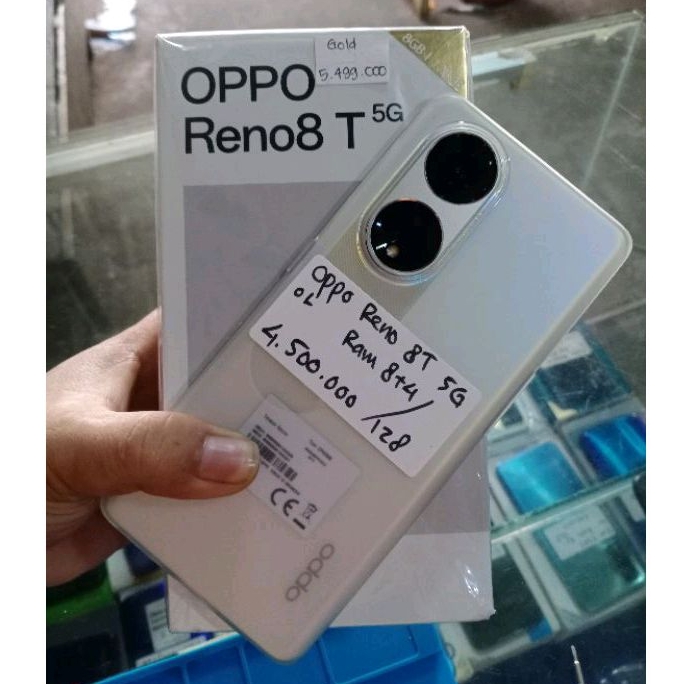 Gold
5.499.000
8GB
OPPO
Reno8 T 5G
Oppo Reno 8T 5G
OL Ram 8+4/
4.500.000/128
CE
oppo